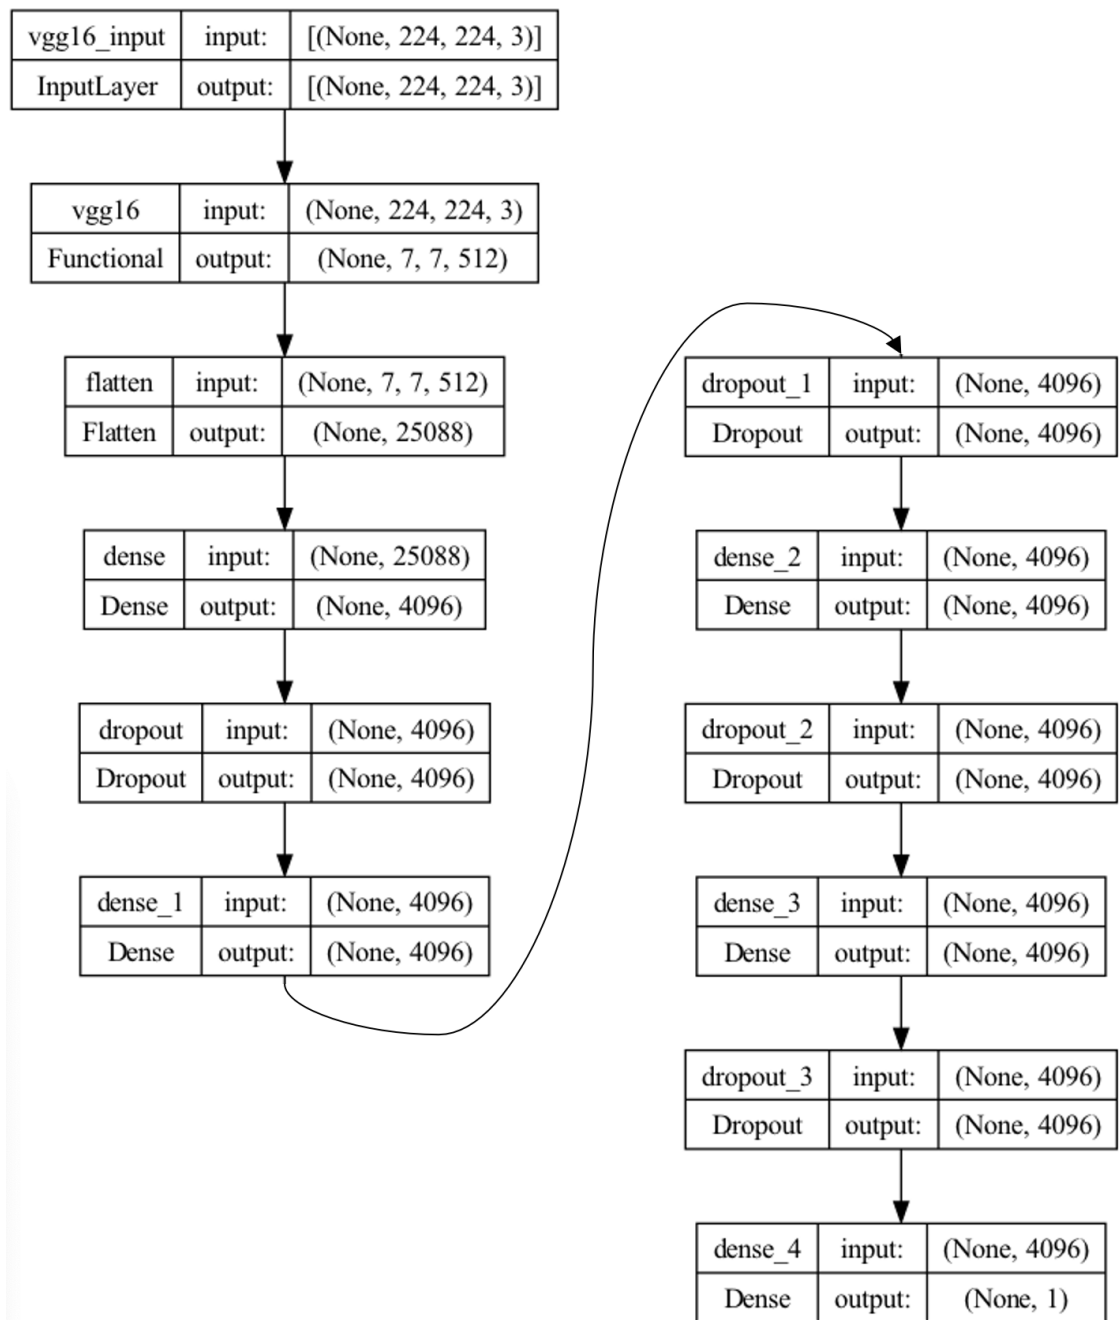 vgg16_input input: [(None, 224, 224, 3)]
InputLayer output: [(None, 224, 224, 3)]
vgg16 input: (None, 224, 224, 3)
Functional output: (None, 7, 7, 512)
flatten input: (None, 7, 7, 512)
Flatten output: (None, 25088)
dense input: (None, 25088)
Dense output: (None, 4096)
dropout input: (None, 4096)
Dropout output: (None, 4096)
dense_1 input: (None, 4096)
Dense output: (None, 4096)
dropout_1 input: (None, 4096)
Dropout output: (None, 4096)
dense_2 input: (None, 4096)
Dense output: (None, 4096)
dropout_2 input: (None, 4096)
Dropout output: (None, 4096)
dense_3 input: (None, 4096)
Dense output: (None, 4096)
dropout_3 input: (None, 4096)
Dropout output: (None, 4096)
dense_4 input: (None, 4096)
Dense output: (None, 1)